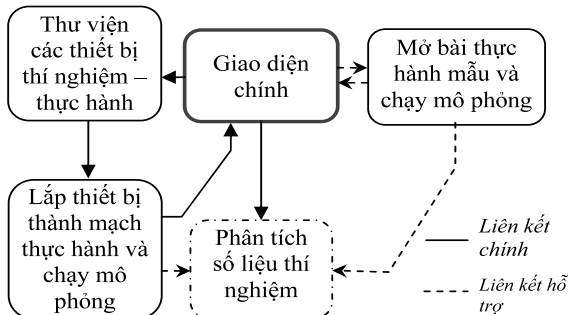 Thư viện
các thiết bị
thí nghiệm –
thực hành
Giao diện
chính
Mở bài thực
hành mẫu và
chạy mô phỏng
Lắp thiết bị
thành mạch
thực hành và
chạy mô
phỏng
Phân tích
số liệu thí
nghiệm
Liên kết
chính
Liên kết hỗ
trợ